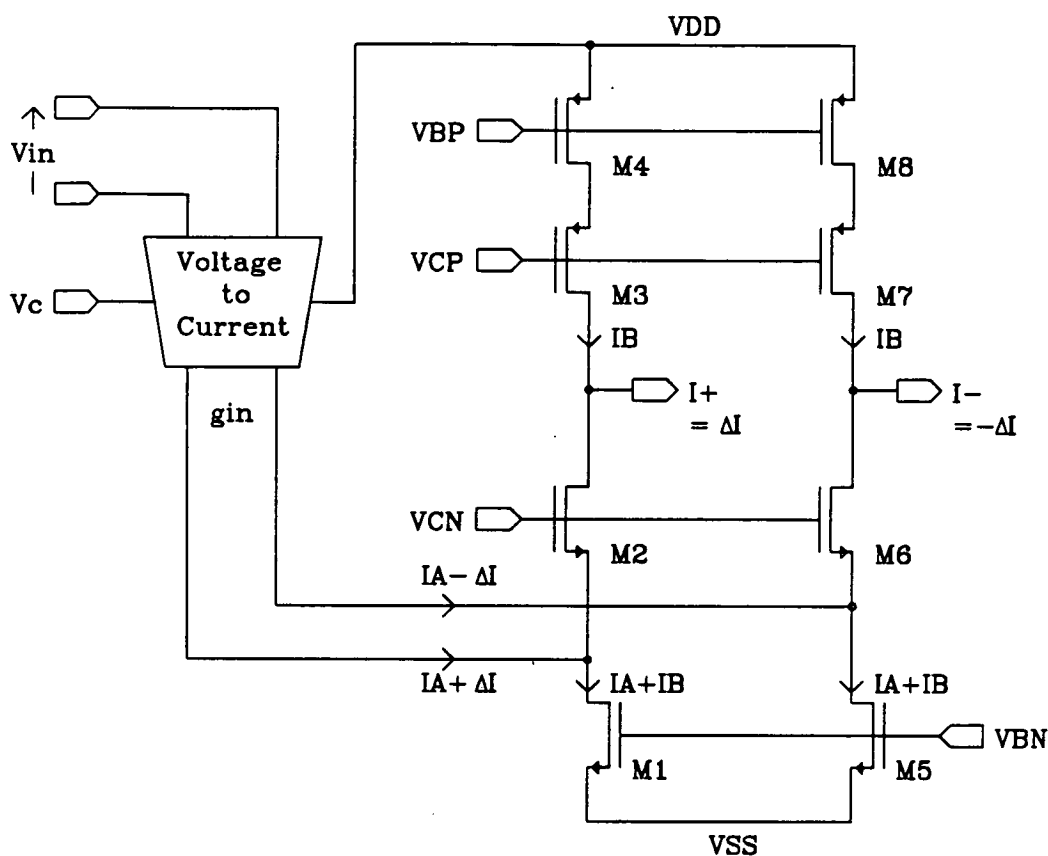 VDD
VBP
M4
M8
Vin
Voltage
to
Current
VCP
M3
M7
Vc
IB
IB
gin
I+
= ΔI
I-
=-ΔI
VCN
M2
M6
IA-ΔI
IA+ΔI
IA+IB
IA+IB
VBN
M1
M5
VSS